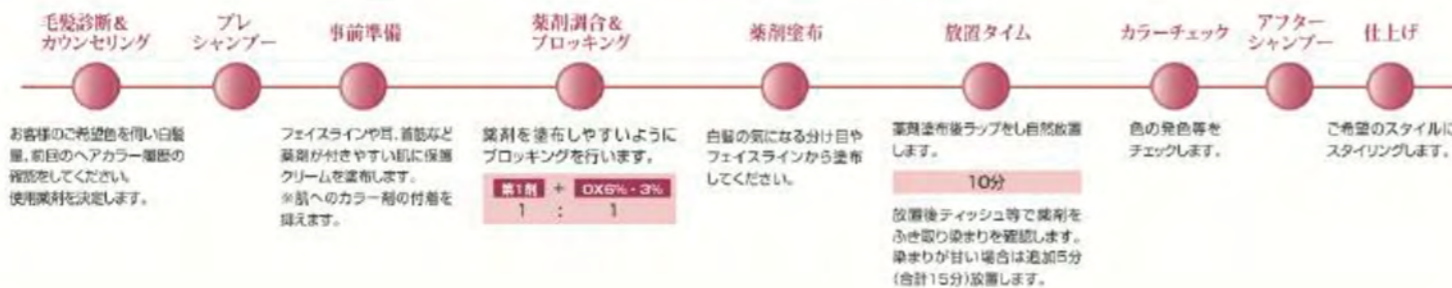 毛髪診断&
カウンセリング
お客様のご希望色を伺い白髪
量、前回のヘアカラー履歴の
確認をしてください。
使用薬剤を決定します。
プレ
シャンプー
事前準備
フェイスラインや耳、首筋など
薬剤が付きやすい肌に保護
クリームを塗布します。
※肌へのカラー剤の付着を
抑えます。
薬剤調合&
ブロッキング
薬剤を塗布しやすいように
ブロッキングを行います。
第1剤 + OX6%・3%
1 : 1
薬剤塗布
白髪の気になる分け目や
フェイスラインから塗布
してください。
放置タイム
薬剤塗布後ラップをし自然放置
します。
10分
放置後ティッシュ等で薬剤を
ふき取り染まりを確認します。
染まりが甘い場合は追加5分
(合計15分)放置します。
カラーチェック
色の発色等を
チェックします。
アフター
シャンプー
仕上げ
ご希望のスタイルに
スタイリングします。